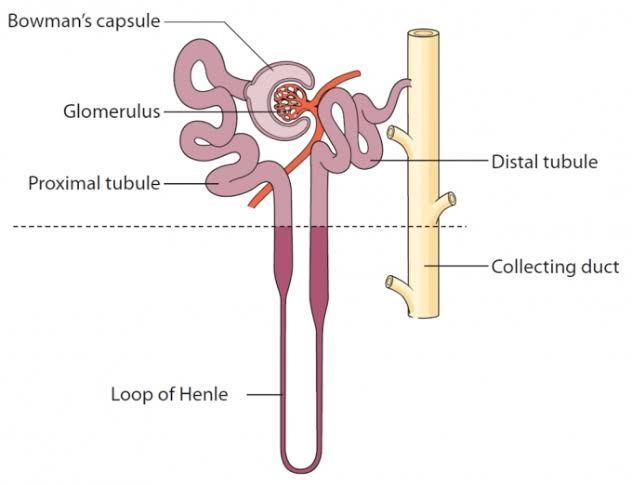 Bowman's capsule
Glomerulus
Proximal tubule
Distal tubule
Collecting duct
Loop of Henle